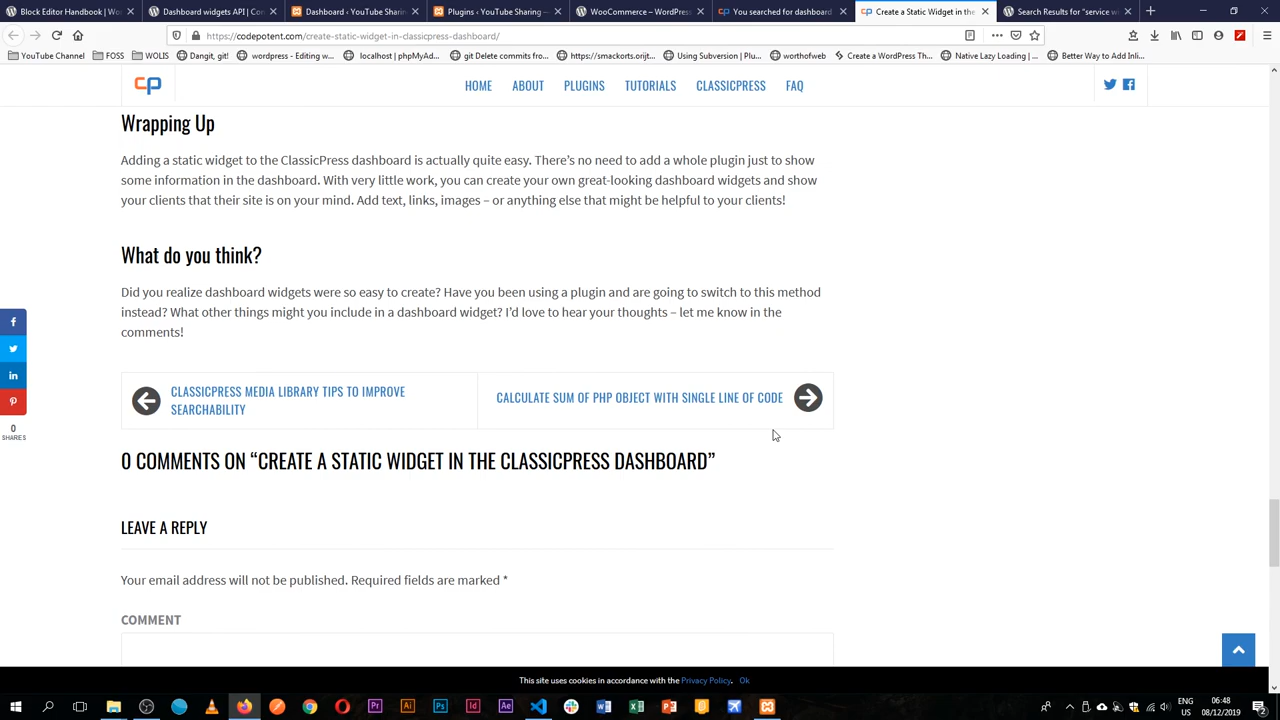 Block Editor Handbook | Wo
Dashboard widgets API | Con
Dashboard ‹ YouTube Sharin
Plugins ‹ YouTube Sharing —
WooCommerce – WordPress
You searched for dashboard
Create a Static Widget in the
Search Results for "service w
https://codepotent.com/create-static-widget-in-classicpress-dashboard/
YouTube Channel
FOSS
WOLIS
Dangit, git!
wordpress - Editing w...
localhost | phpMyAd...
git Delete commits fro...
https://smackorts.orijt...
Using Subversion | Plu...
worthofweb
Create a WordPress Th...
Native Lazy Loading | ...
Better Way to Add Inli...
cp
HOME
ABOUT
PLUGINS
TUTORIALS
CLASSICPRESS
FAQ
Wrapping Up
Adding a static widget to the ClassicPress dashboard is actually quite easy. There's no need to add a whole plugin just to show
some information in the dashboard. With very little work, you can create your own great-looking dashboard widgets and show
your clients that their site is on your mind. Add text, links, images – or anything else that might be helpful to your clients!
What do you think?
Did you realize dashboard widgets were so easy to create? Have you been using a plugin and are going to switch to this method
instead? What other things might you include in a dashboard widget? I'd love to hear your thoughts – let me know in the
comments!
0
SHARES
CLASSICPRESS MEDIA LIBRARY TIPS TO IMPROVE
SEARCHABILITY
CALCULATE SUM OF PHP OBJECT WITH SINGLE LINE OF CODE
0 COMMENTS ON “CREATE A STATIC WIDGET IN THE CLASSICPRESS DASHBOARD”
LEAVE A REPLY
Your email address will not be published. Required fields are marked *
COMMENT
This site uses cookies in accordance with the Privacy Policy. Ok
ENG
US
06:48
08/12/2019